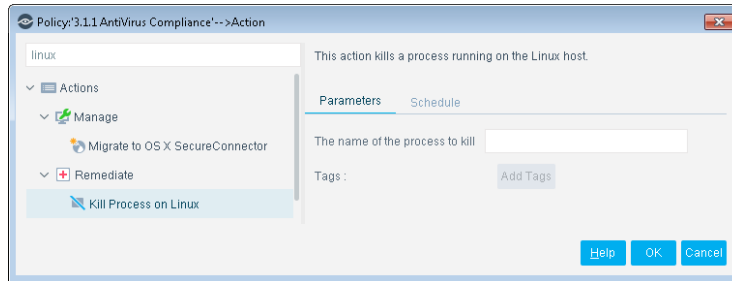 Policy:'3.1.1 AntiVirus Compliance'-->Action
linux
Actions
Manage
Migrate to OS X SecureConnector
Remediate
Kill Process on Linux
This action kills a process running on the Linux host.
Parameters Schedule
The name of the process to kill
Tags : Add Tags
Help OK Cancel